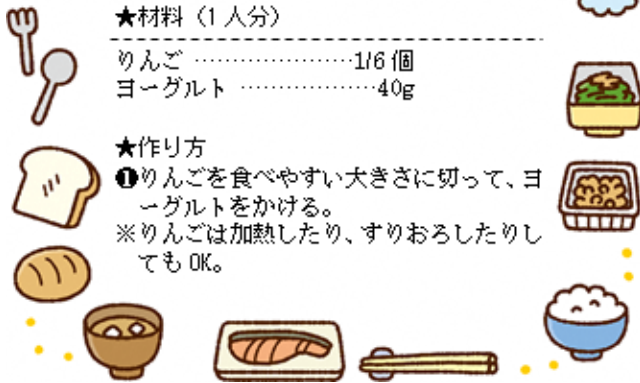 ★材料（1人分）
りんご …………………1/6個
ヨーグルト ………………40g
★作り方
❶りんごを食べやすい大きさに切って、ヨ
ーグルトをかける。
※りんごは加熱したり、すりおろしたりし
てもOK。